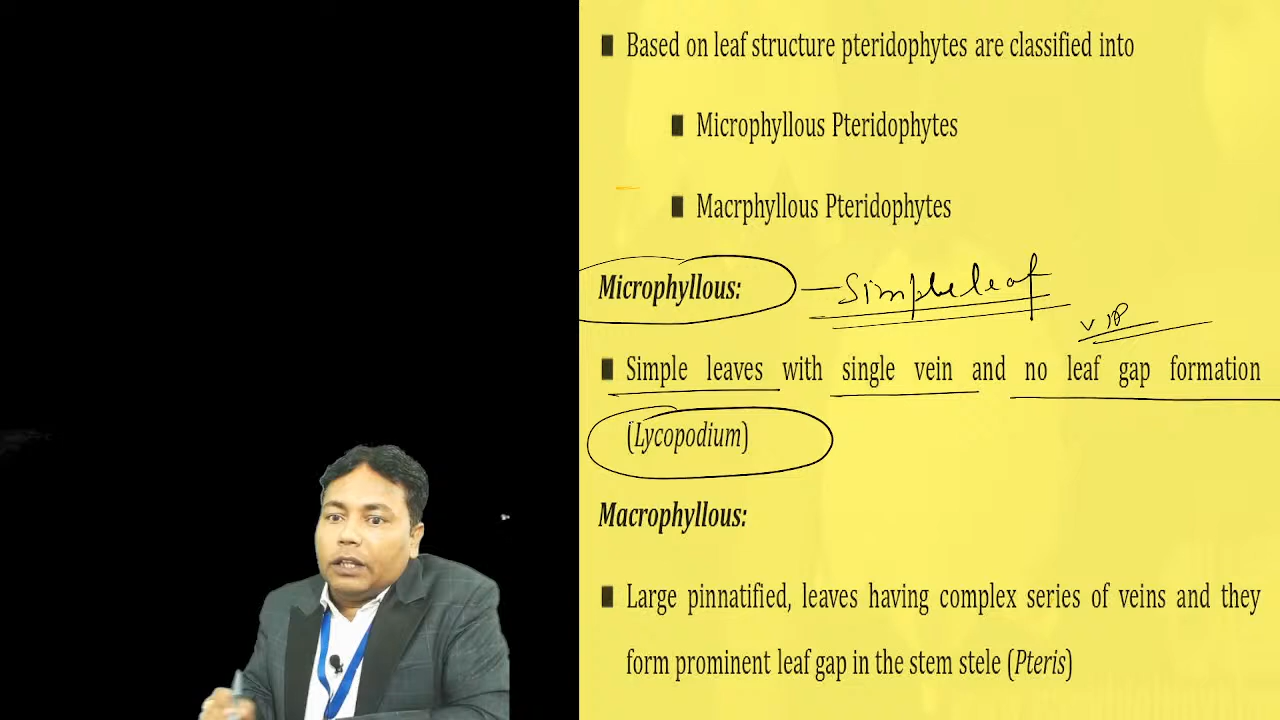 Based on leaf structure pteridophytes are classified into
Microphyllous Pteridophytes
Macrphyllous Pteridophytes
Microphyllous: — Simple leaf
Simple leaves with single vein and no leaf gap formation
(Lycopodium)
Macrophyllous:
Large pinnatified, leaves having complex series of veins and they
form prominent leaf gap in the stem stele (Pteris)